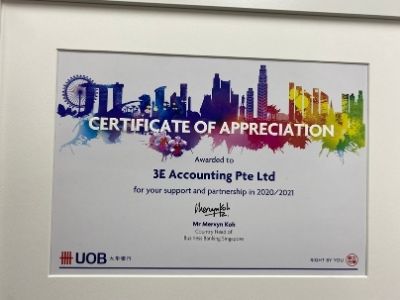 CERTIFICATE OF APPRECIATION
Awarded to
3E Accounting Pte Ltd
for your support and partnership in 2020/2021
Mr Mervyn Koh
Country Head of
Business Banking Singapore
UOB 大华银行
RIGHT BY YOU